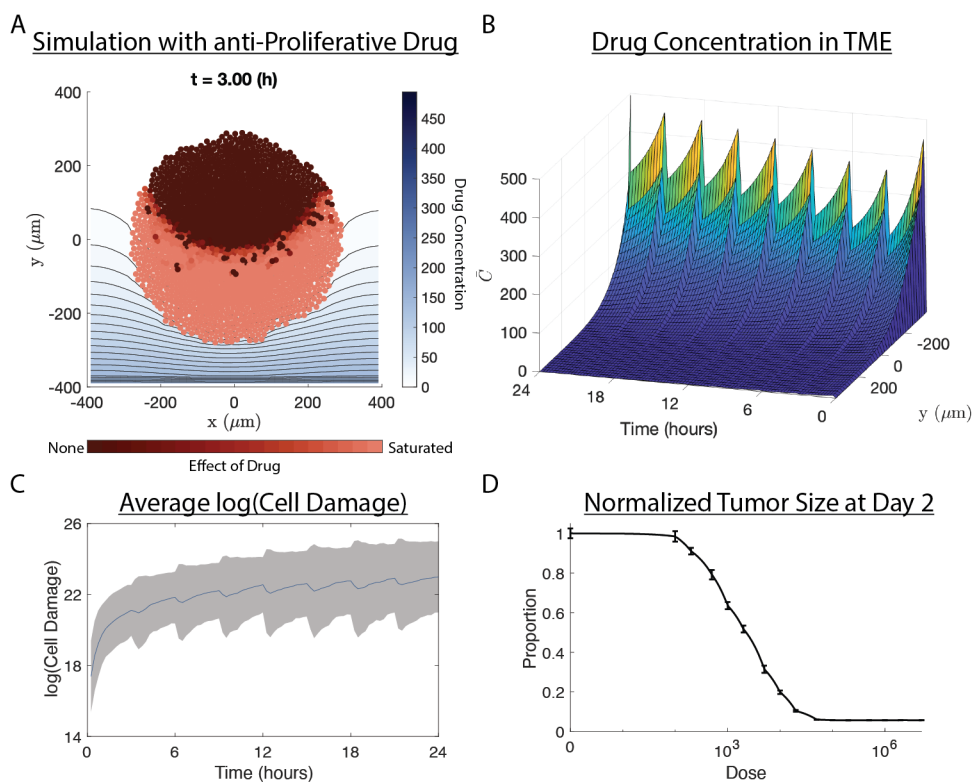 A
Simulation with anti-Proliferative Drug
t = 3.00 (h)
400
200
0
-200
-400
y (μm)
-400
-200
0
200
400
x (μm)
450
400
350
300
250
200
150
100
50
0
Drug Concentration
None
Saturated
Effect of Drug
B
Drug Concentration in TME
500
400
300
200
100
0
C̄
24
18
12
6
0
Time (hours)
-200
0
200
y (μm)
C
Average log(Cell Damage)
26
22
18
14
log(Cell Damage)
0
6
12
18
24
Time (hours)
D
Normalized Tumor Size at Day 2
1
0.8
0.6
0.4
0.2
0
Proportion
0
10³
10⁶
Dose